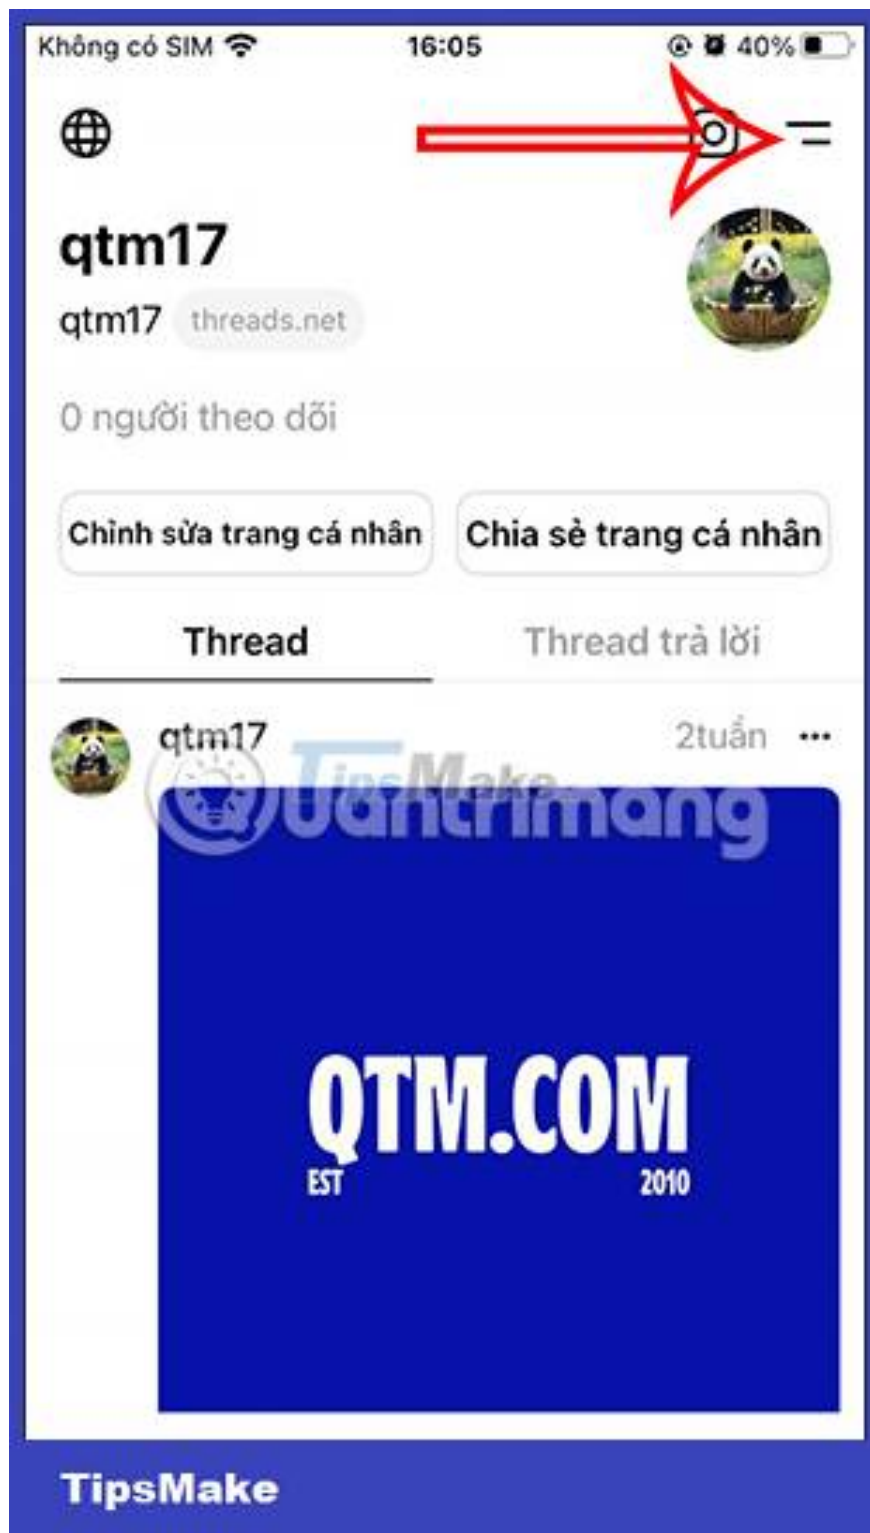 Không có SIM 16:05 40%
qtm17
qtm17 threads.net
0 người theo dõi
Chỉnh sửa trang cá nhân Chia sẻ trang cá nhân
Thread Thread trả lời
qtm17 2tuần
TipsMake
Quantrimang
QTM.COM
EST 2010
TipsMake